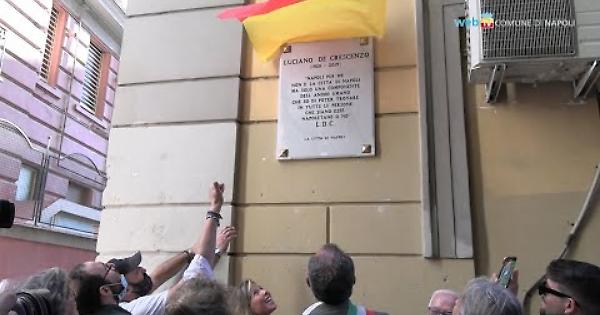 web tv COMUNE DI NAPOLI
LUCIANO DE CRESCENZO
(1928 - 2019)
"NAPOLI PER ME
NON È LA CITTÀ DI NAPOLI
MA SOLO UNA COMPONENTE
DELL'ANIMO UMANO
CHE SO DI POTER TROVARE
IN TUTTE LE PERSONE
CHE SIANO ESSE
NAPOLETANE O NO"
L.D.C.
LA CITTÀ DI NAPOLI